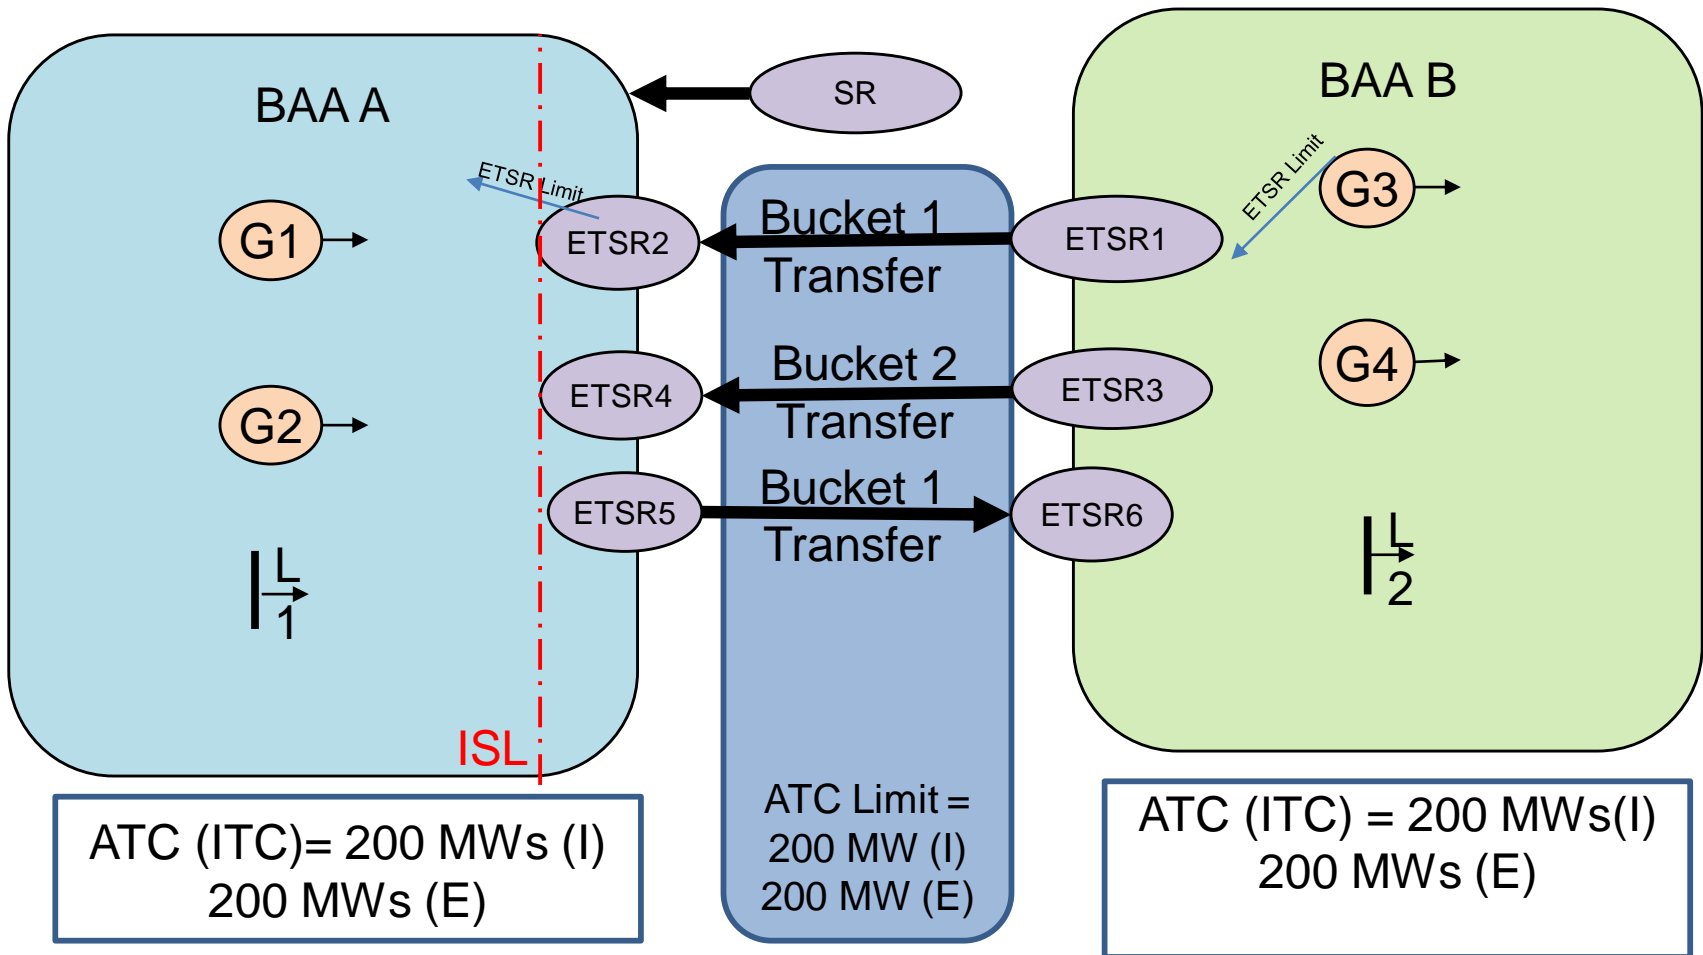 BAA A
SR
BAA B
ETSR Limit
ETSR Limit
G1
ETSR2
Bucket 1
Transfer
ETSR1
G3
G2
ETSR4
Bucket 2
Transfer
ETSR3
G4
ETSR5
Bucket 1
Transfer
ETSR6
L
1
L
2
ISL
ATC (ITC)= 200 MWs (I)
200 MWs (E)
ATC Limit =
200 MW (I)
200 MW (E)
ATC (ITC) = 200 MWs(I)
200 MWs (E)